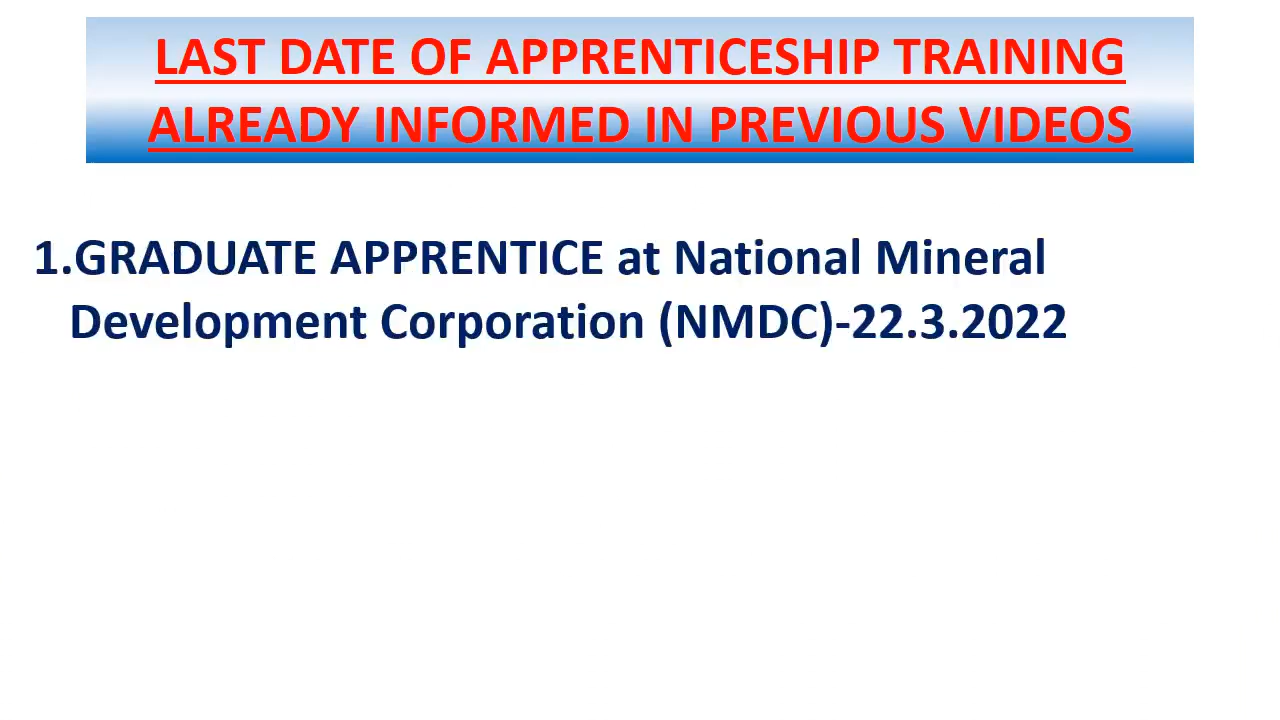 LAST DATE OF APPRENTICESHIP TRAINING
ALREADY INFORMED IN PREVIOUS VIDEOS
1.GRADUATE APPRENTICE at National Mineral
Development Corporation (NMDC)-22.3.2022